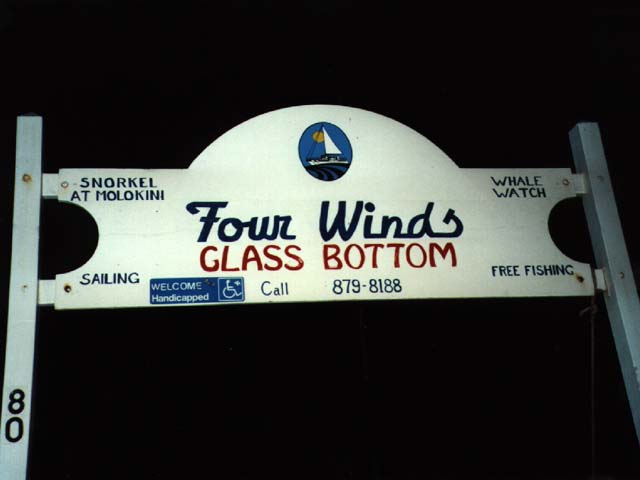 SNORKEL
AT MOLOKINI
WHALE
WATCH
Four Winds
GLASS BOTTOM
SAILING
FREE FISHING
WELCOME
Handicapped
Call 879-8188
80